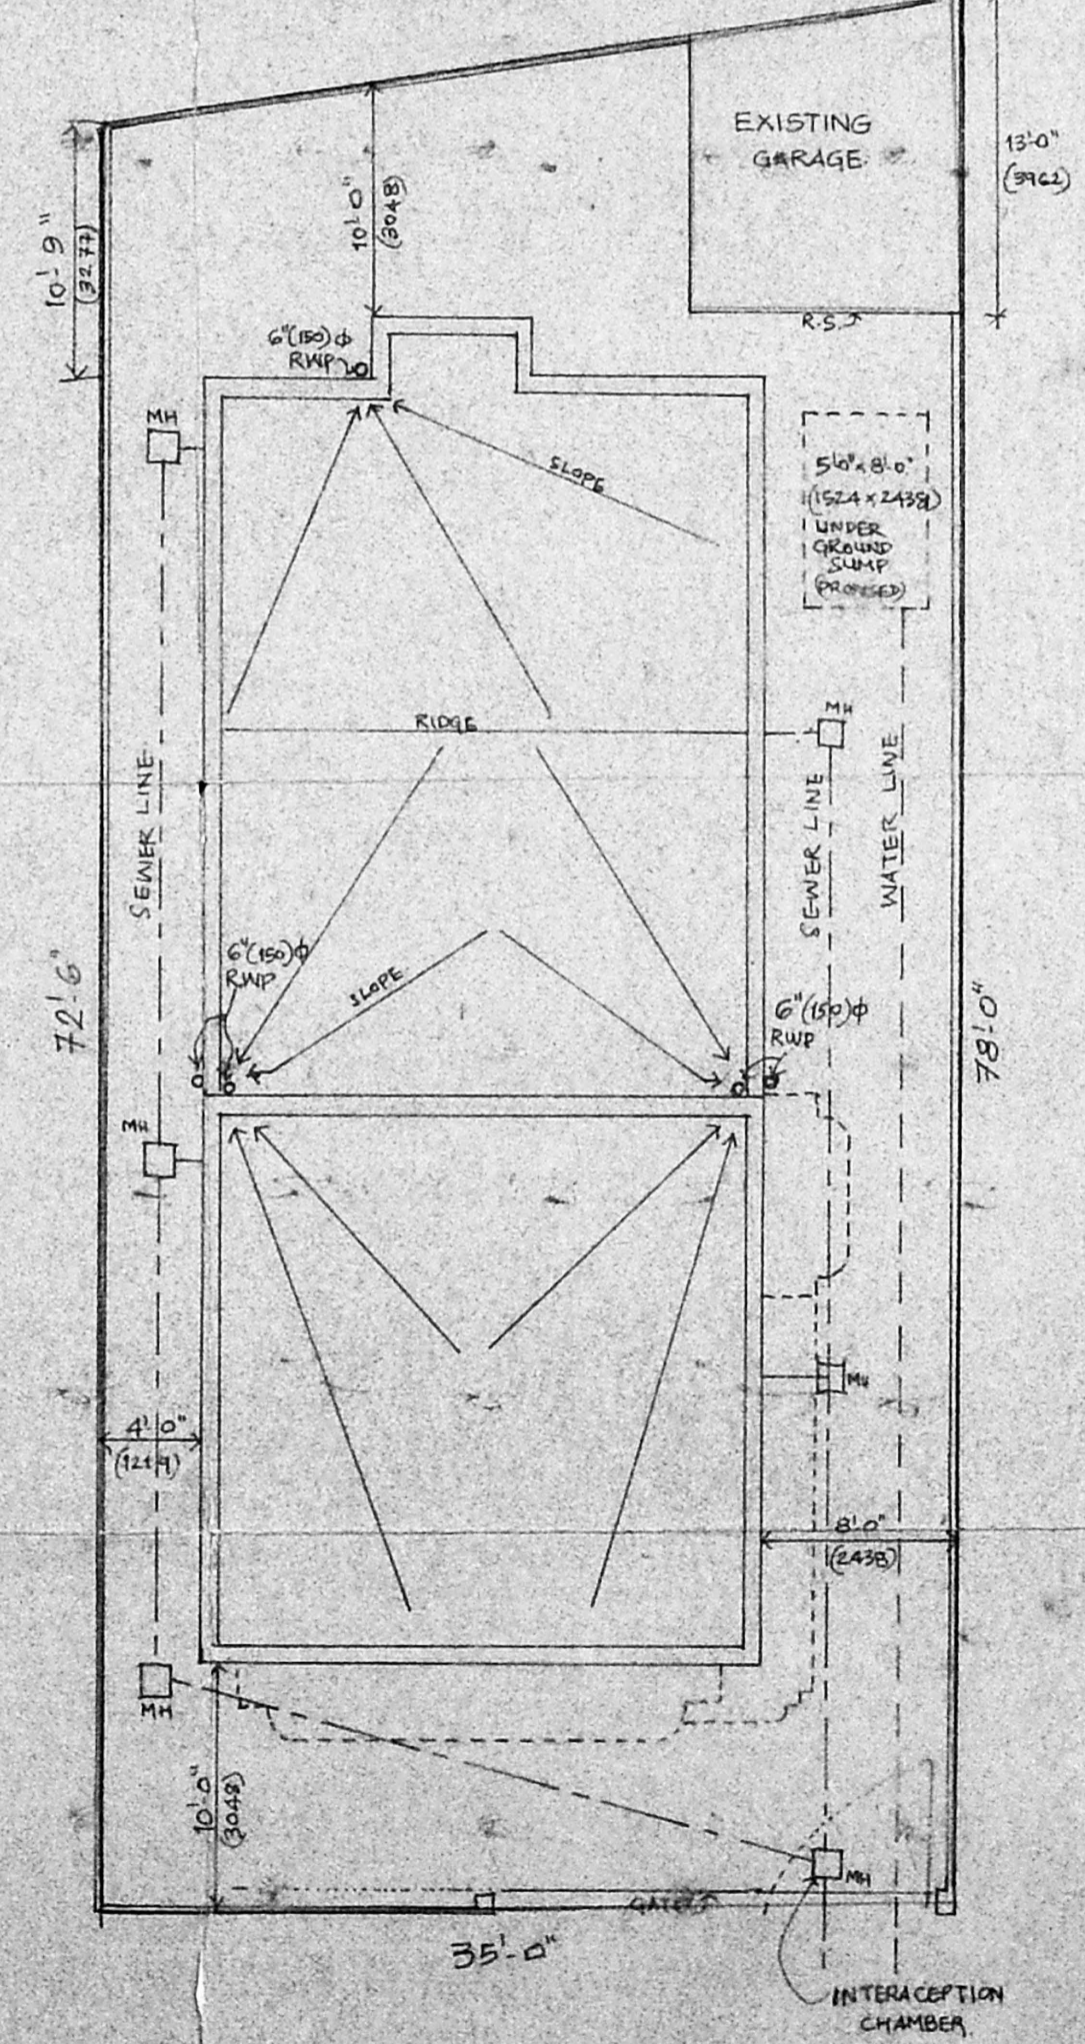 EXISTING
GARAGE
13'-0"
(3962)
10'-9"
(3277)
10'-0"
(3048)
R.S.
6"(150)φ
RWP
MH
SLOPE
5'0"x8'-0"
(1524 x 2438)
UNDER
GROUND
SUMP
(PROPOSED)
RIDGE
MH
SEWER LINE
SEWER LINE
WATER LINE
6"(150)φ
RWP
SLOPE
6"(150)φ
RWP
72'-6"
78'-0"
MH
MH
4'-0"
(1219)
8'-0"
(2438)
MH
10'-0"
(3048)
MH
GATE
35'-0"
INTERACEPTION
CHAMBER